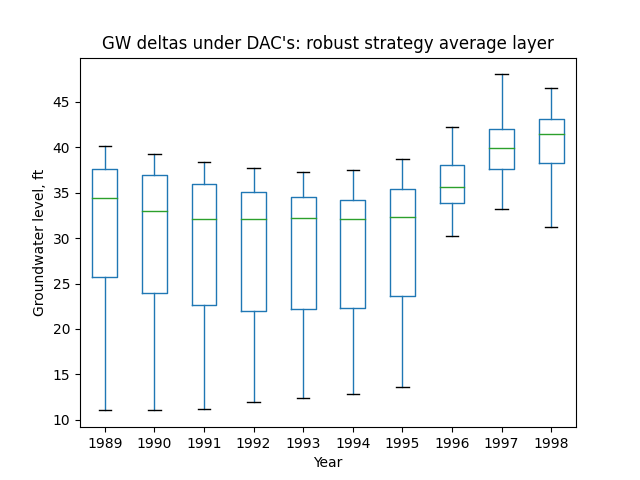 GW deltas under DAC's: robust strategy average layer
Groundwater level, ft
45
40
35
30
25
20
15
10
1989 1990 1991 1992 1993 1994 1995 1996 1997 1998
Year